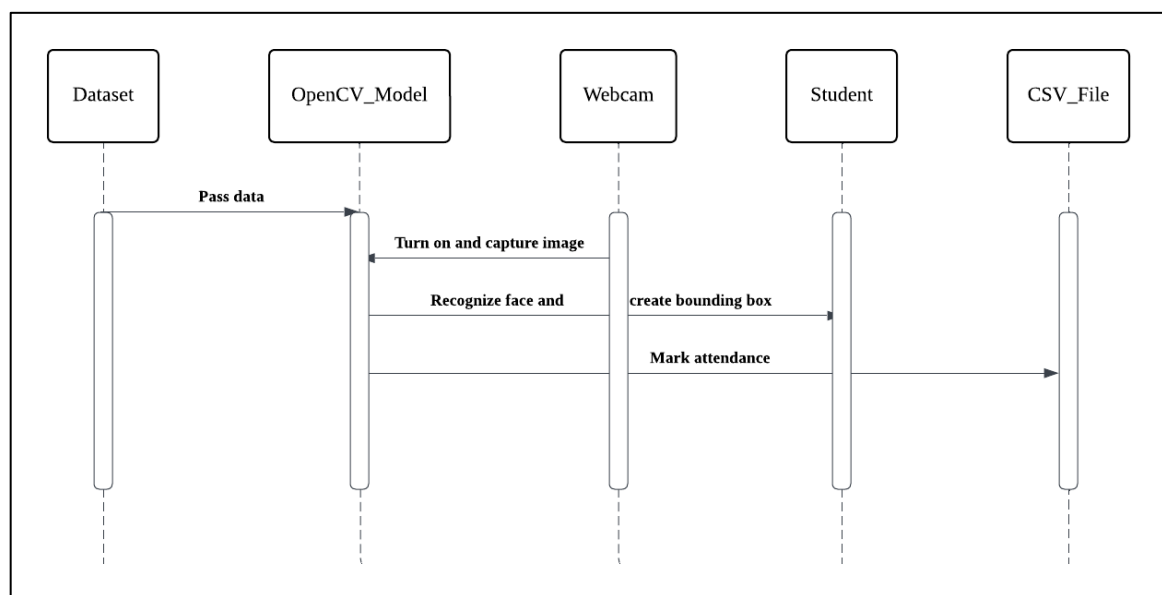 Dataset
OpenCV_Model
Webcam
Student
CSV_File
Pass data
Turn on and capture image
Recognize face and create bounding box
Mark attendance